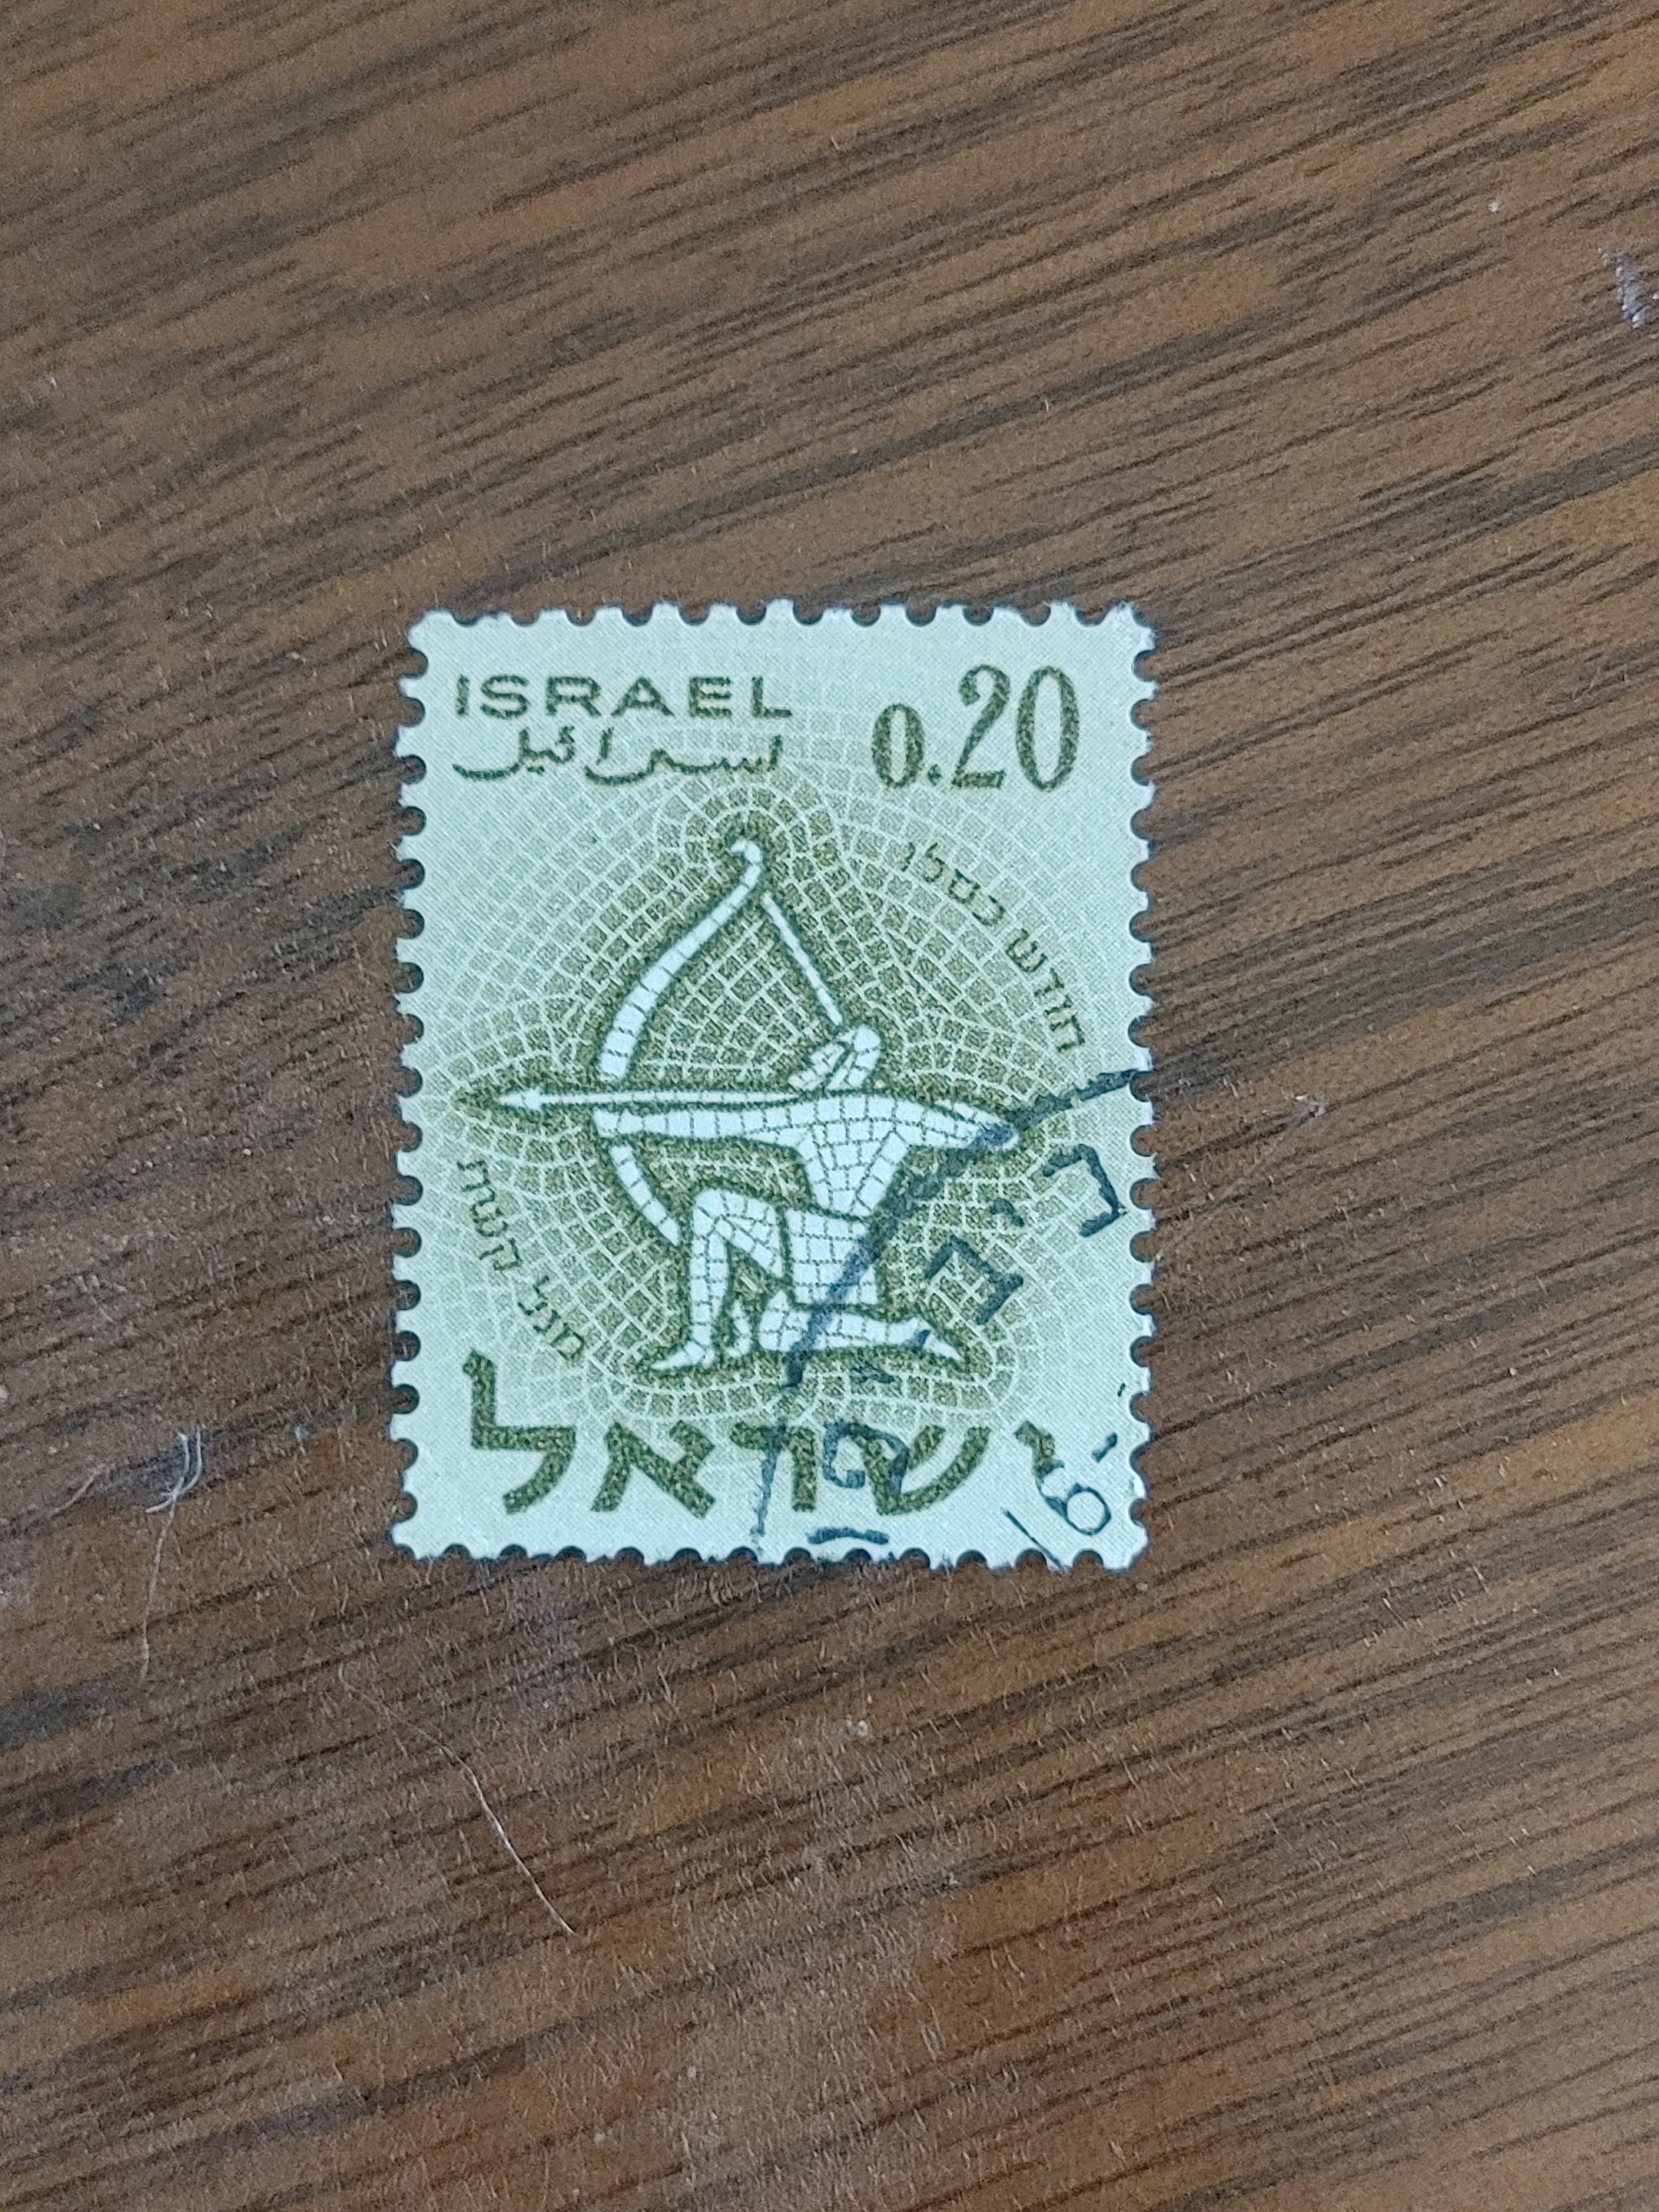 ISRAEL
0.20
اسرائيل
חודש כסלו
מזל קשת
ישראל